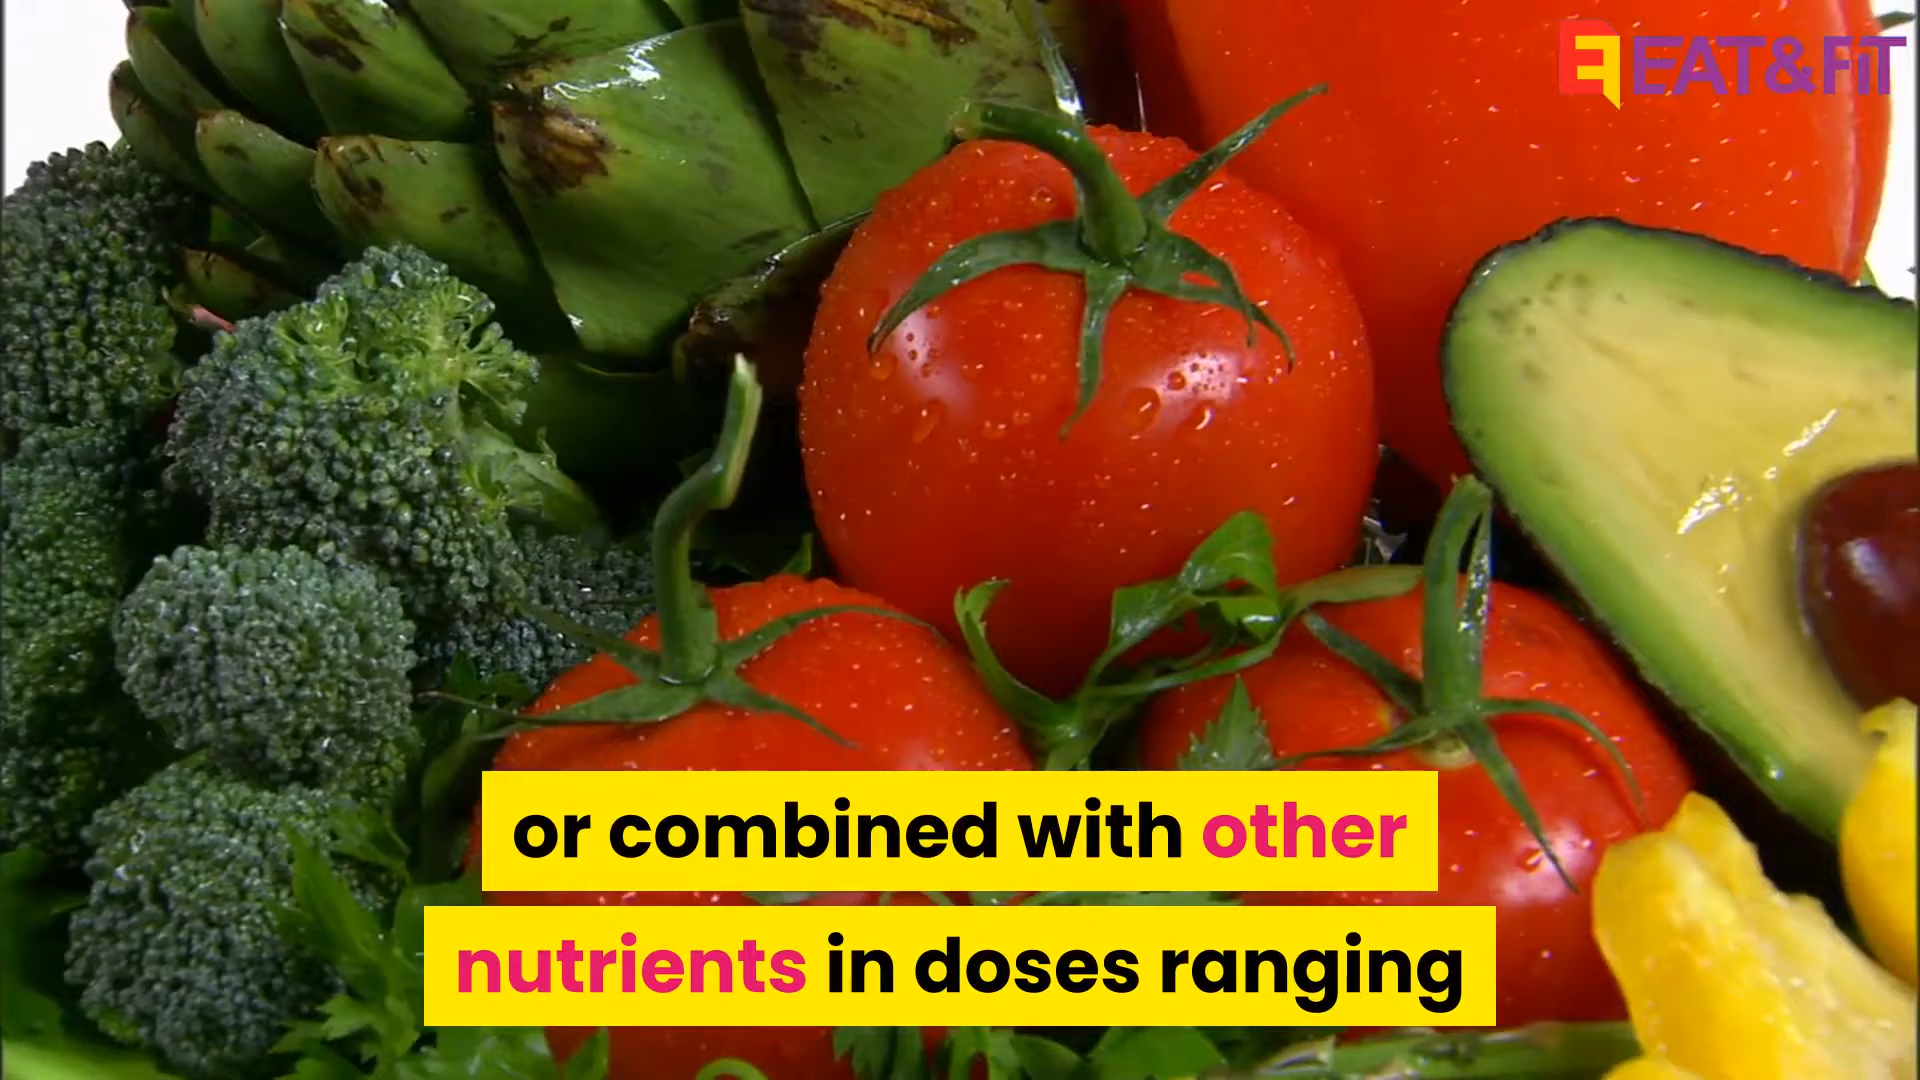 EAT&FIT
or combined with other
nutrients in doses ranging